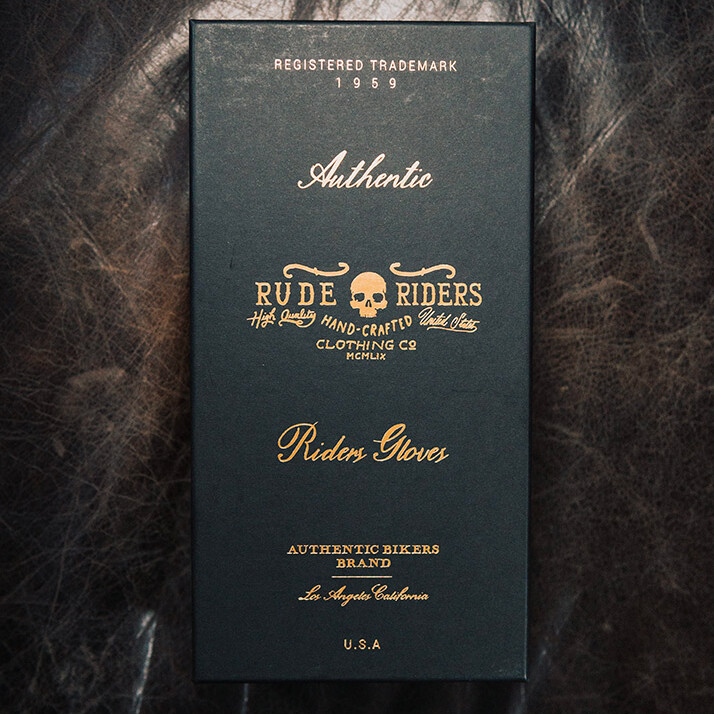 REGISTERED TRADEMARK
1959
Authentic
RUDE RIDERS
High Quality HAND-CRAFTED United States
CLOTHING Co
MCMLIX
Riders Gloves
AUTHENTIC BIKERS
BRAND
Los Angeles California
U.S.A